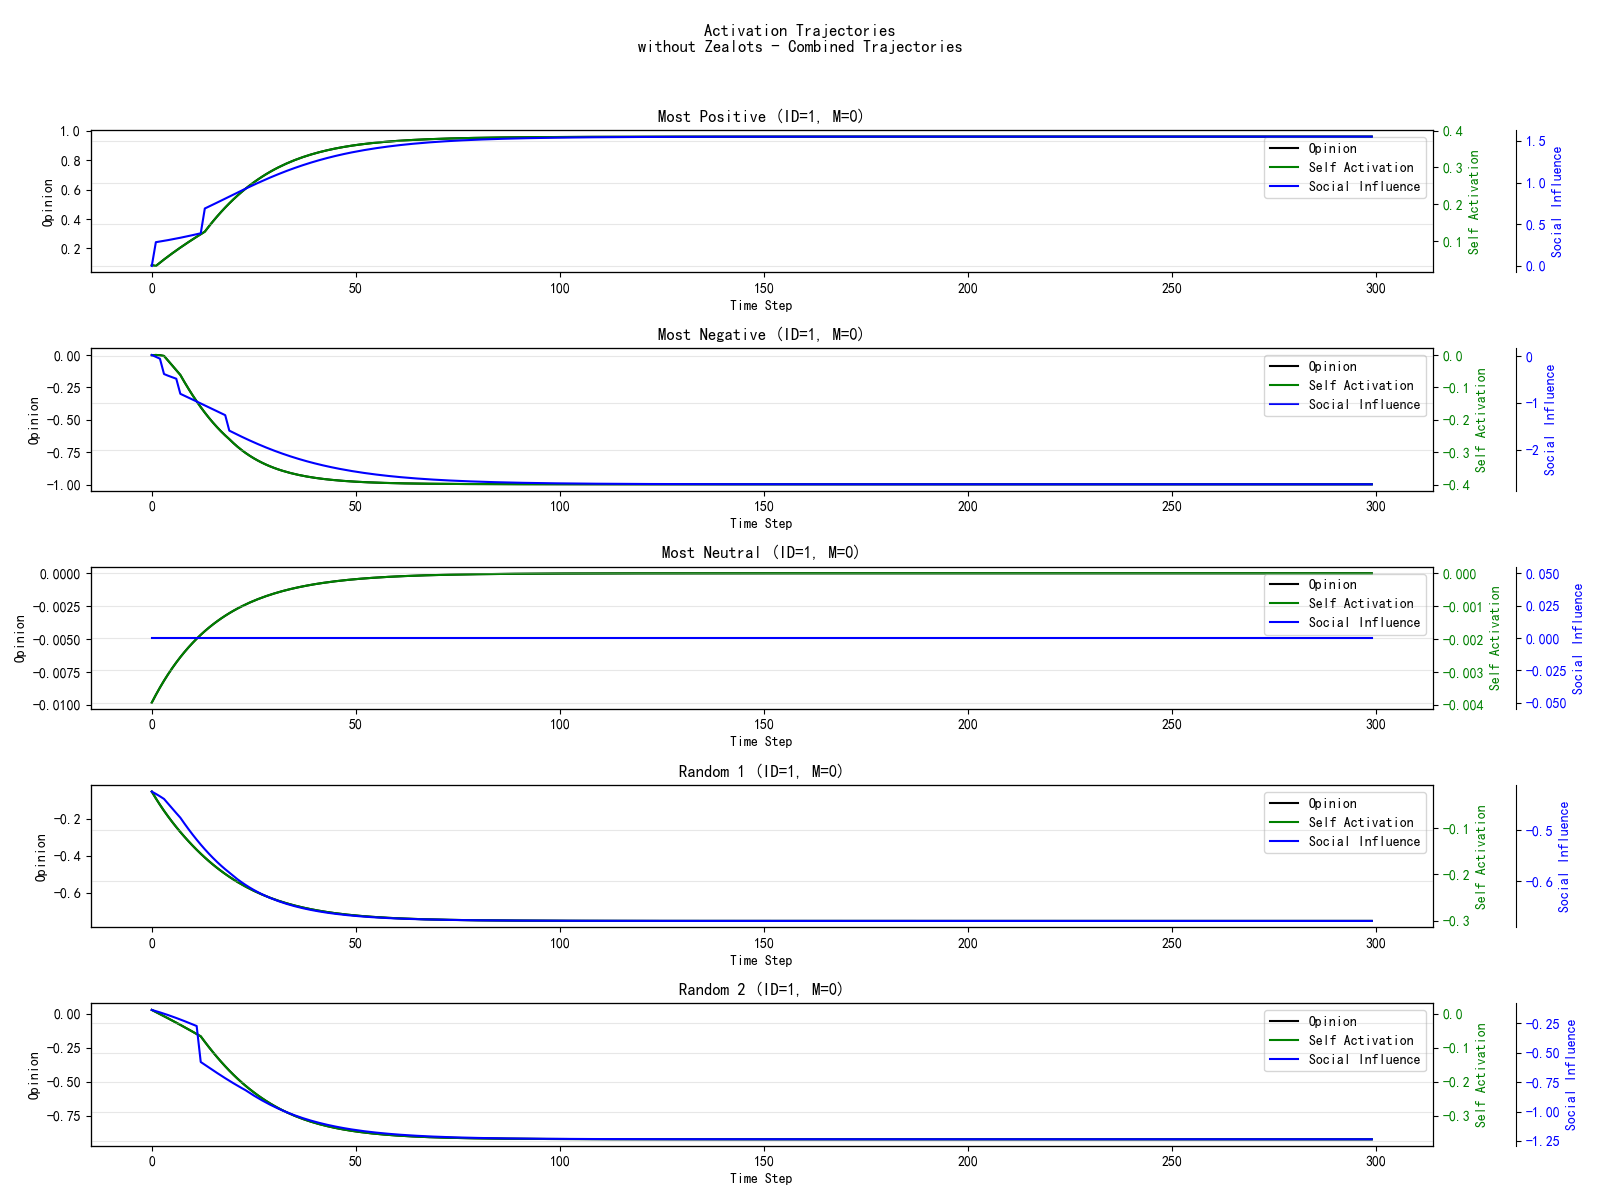 Activation Trajectories
without Zealots - Combined Trajectories
Most Positive (ID=1, M=0)
Opinion
1.0
0.8
0.6
0.4
0.2
Opinion
Self Activation
Social Influence
0.4
0.3
0.2
0.1
Self Activation
1.5
1.0
0.5
0.0
Social Influence
0
50
100
150
200
250
300
Time Step
Most Negative (ID=1, M=0)
Opinion
0.00
-0.25
-0.50
-0.75
-1.00
Opinion
Self Activation
Social Influence
0.0
-0.1
-0.2
-0.3
-0.4
Self Activation
0
-1
-2
Social Influence
0
50
100
150
200
250
300
Time Step
Most Neutral (ID=1, M=0)
Opinion
0.0000
-0.0025
-0.0050
-0.0075
-0.0100
Opinion
Self Activation
Social Influence
0.000
-0.001
-0.002
-0.003
-0.004
Self Activation
0.050
0.025
0.000
-0.025
-0.050
Social Influence
0
50
100
150
200
250
300
Time Step
Random 1 (ID=1, M=0)
Opinion
-0.2
-0.4
-0.6
Opinion
Self Activation
Social Influence
-0.1
-0.2
-0.3
Self Activation
-0.5
-0.6
Social Influence
0
50
100
150
200
250
300
Time Step
Random 2 (ID=1, M=0)
Opinion
0.00
-0.25
-0.50
-0.75
Opinion
Self Activation
Social Influence
0.0
-0.1
-0.2
-0.3
Self Activation
-0.25
-0.50
-0.75
-1.00
-1.25
Social Influence
0
50
100
150
200
250
300
Time Step